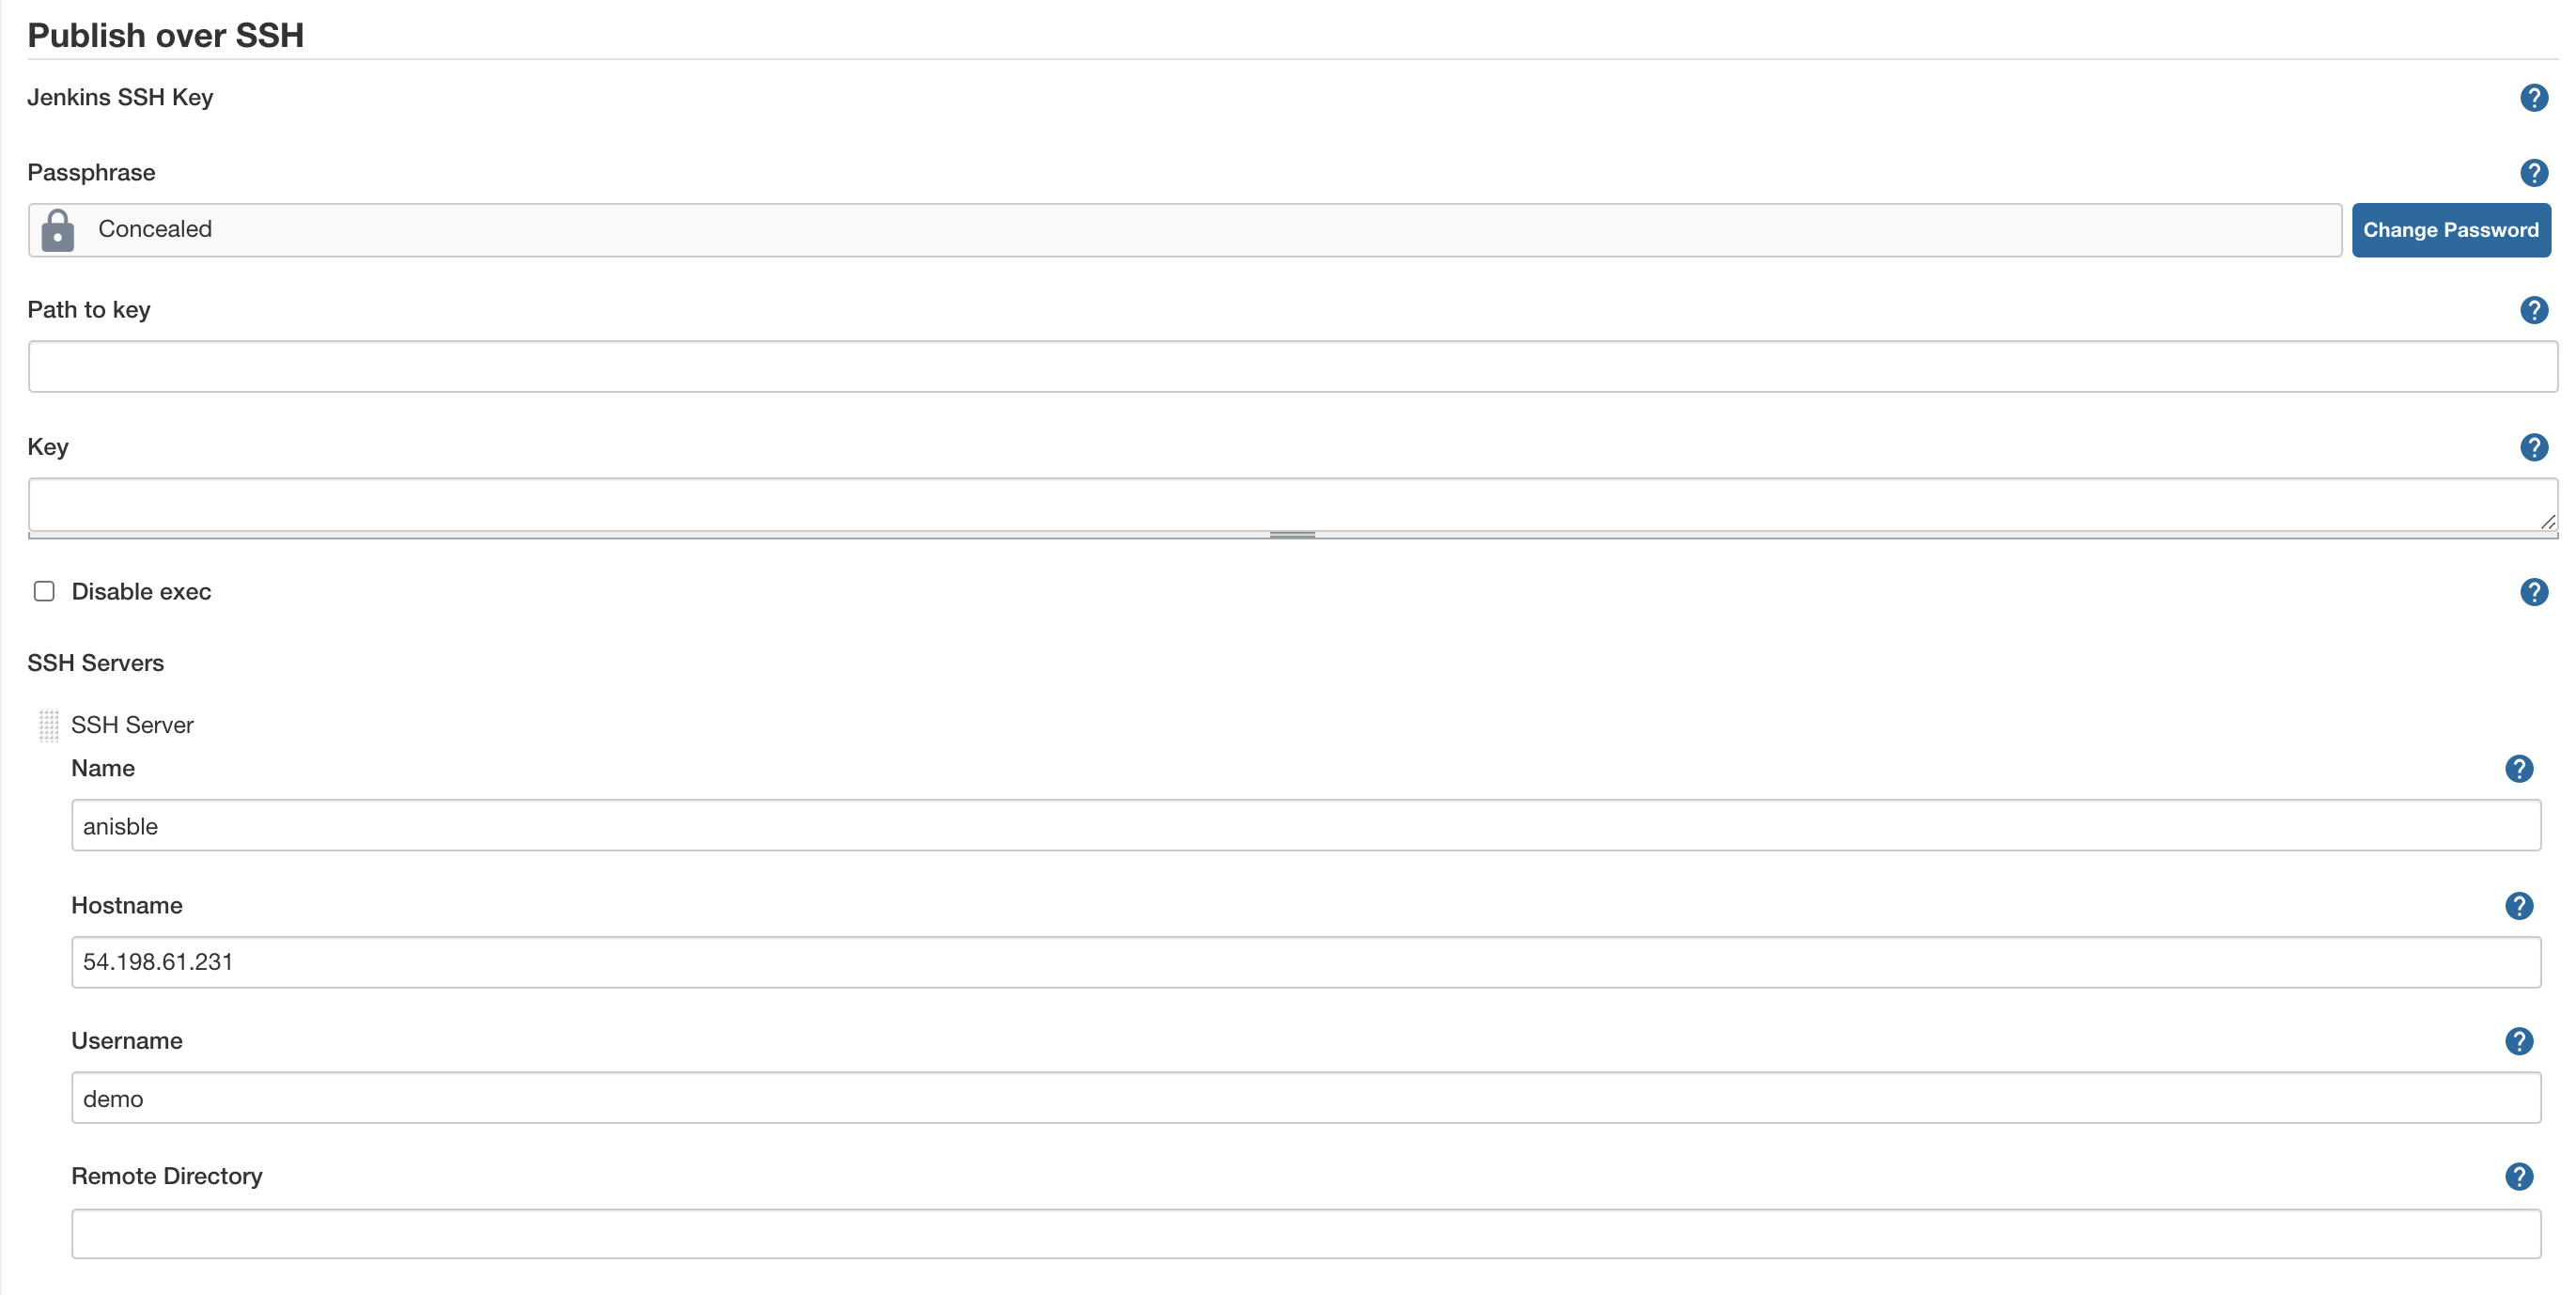 Publish over SSH
Jenkins SSH Key
?
Passphrase
?
Concealed
Change Password
Path to key
?
Key
?
Disable exec
?
SSH Servers
SSH Server
Name
?
anisble
Hostname
?
54.198.61.231
Username
?
demo
Remote Directory
?